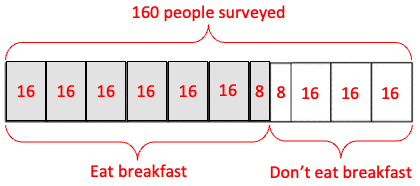 160 people surveyed
16 16 16 16 16 16 8 8 16 16 16
Eat breakfast Don't eat breakfast